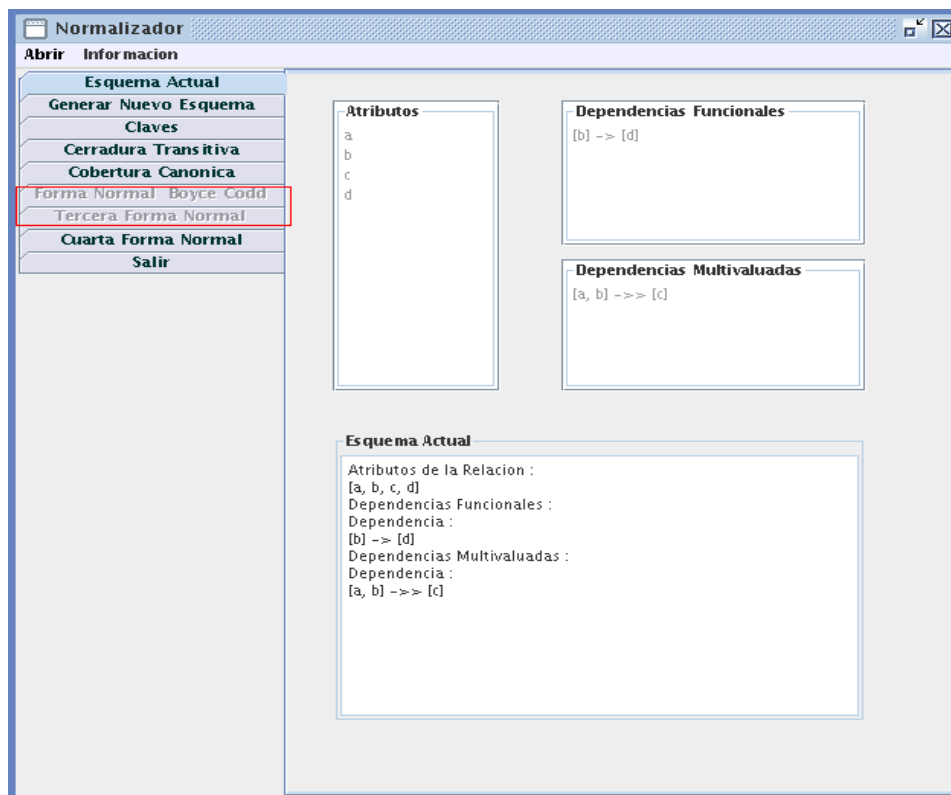 Normalizador
Abrir Informacion
Esquema Actual
Generar Nuevo Esquema
Claves
Cerradura Transitiva
Cobertura Canonica
Forma Normal Boyce Codd
Tercera Forma Normal
Cuarta Forma Normal
Salir
Atributos
a
b
c
d
Dependencias Funcionales
[b] -> [d]
Dependencias Multivaluadas
[a, b] ->> [c]
Esquema Actual
Atributos de la Relacion :
[a, b, c, d]
Dependencias Funcionales :
Dependencia :
[b] -> [d]
Dependencias Multivaluadas :
Dependencia :
[a, b] ->> [c]